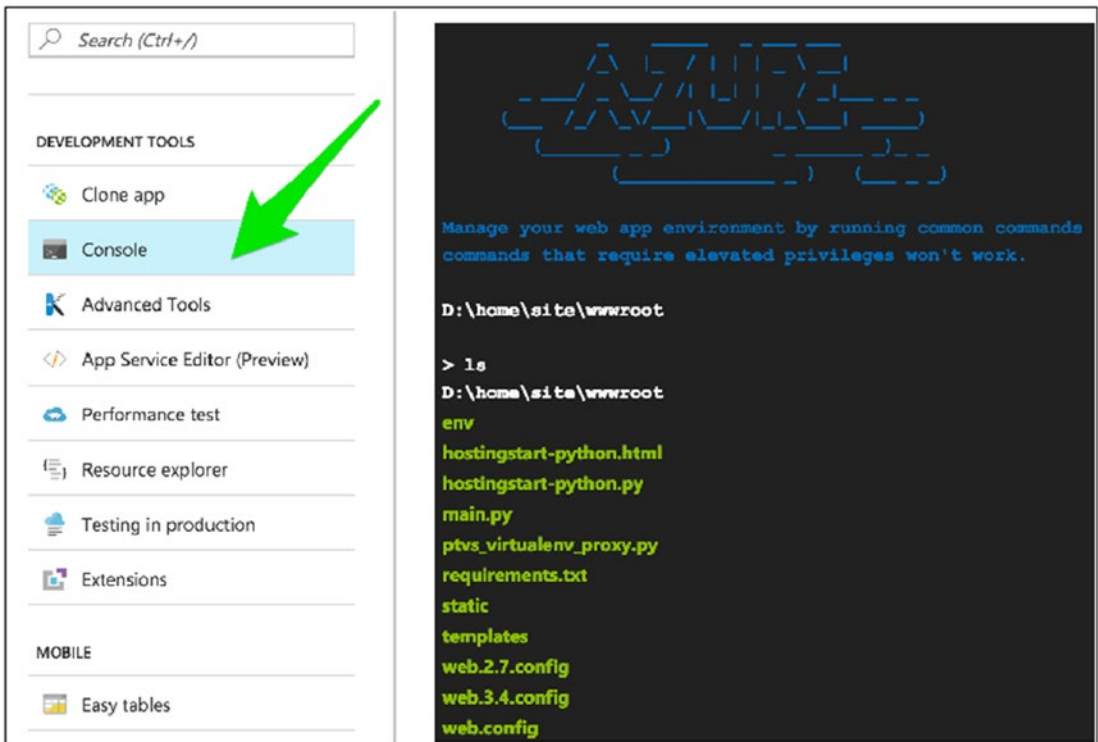 Search (Ctrl+/)
DEVELOPMENT TOOLS
Clone app
Console
Advanced Tools
App Service Editor (Preview)
Performance test
Resource explorer
Testing in production
Extensions
MOBILE
Easy tables
AZURE
Manage your web app environment by running common commands
commands that require elevated privileges won't work.
D:\home\site\wwwroot
> ls
D:\home\site\wwwroot
env
hostingstart-python.html
hostingstart-python.py
main.py
ptvs_virtualenv_proxy.py
requirements.txt
static
templates
web.2.7.config
web.3.4.config
web.config